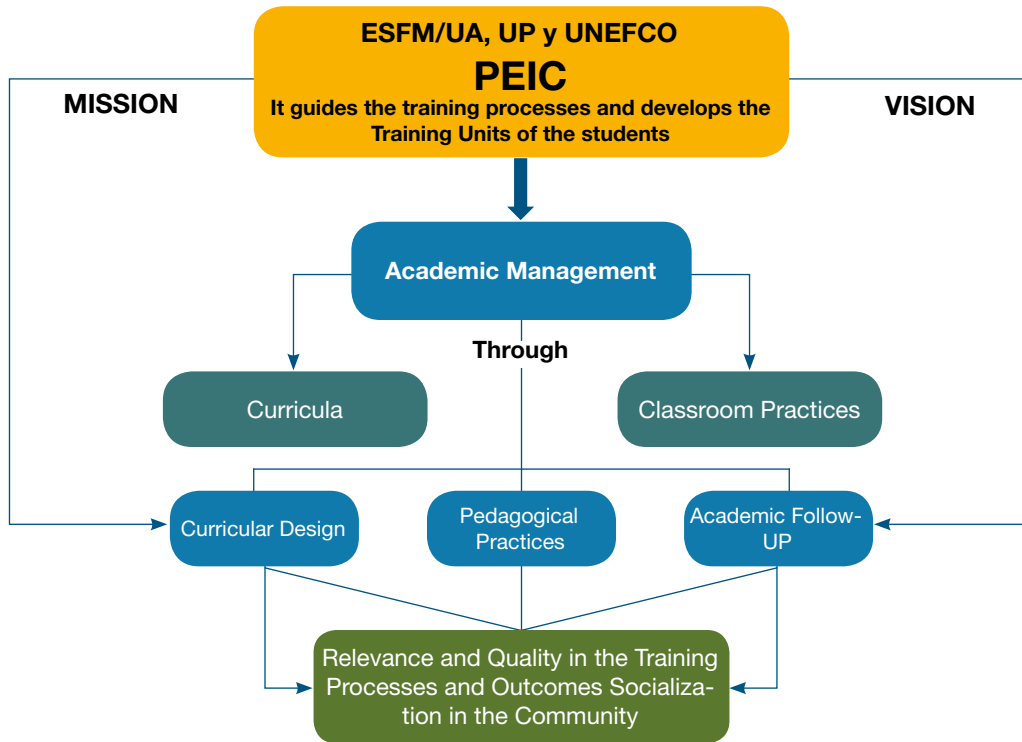 ESFM/UA, UP y UNEFCO
PEIC
It guides the training processes and develops the
Training Units of the students
MISSION
VISION
Academic Management
Through
Curricula
Classroom Practices
Curricular Design
Pedagogical
Practices
Academic Follow-
UP
Relevance and Quality in the Training
Processes and Outcomes Socializa-
tion in the Community